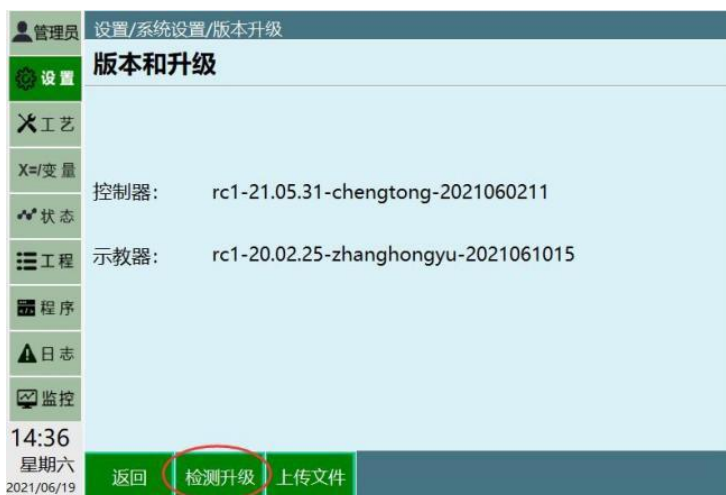 管理员
设置/系统设置/版本升级
设置
版本和升级
工艺
X=/变量
状态
工程
程序
日志
监控
控制器: rc1-21.05.31-chengtong-2021060211
示教器: rc1-20.02.25-zhanghongyu-2021061015
14:36
星期六
2021/06/19
返回
检测升级
上传文件